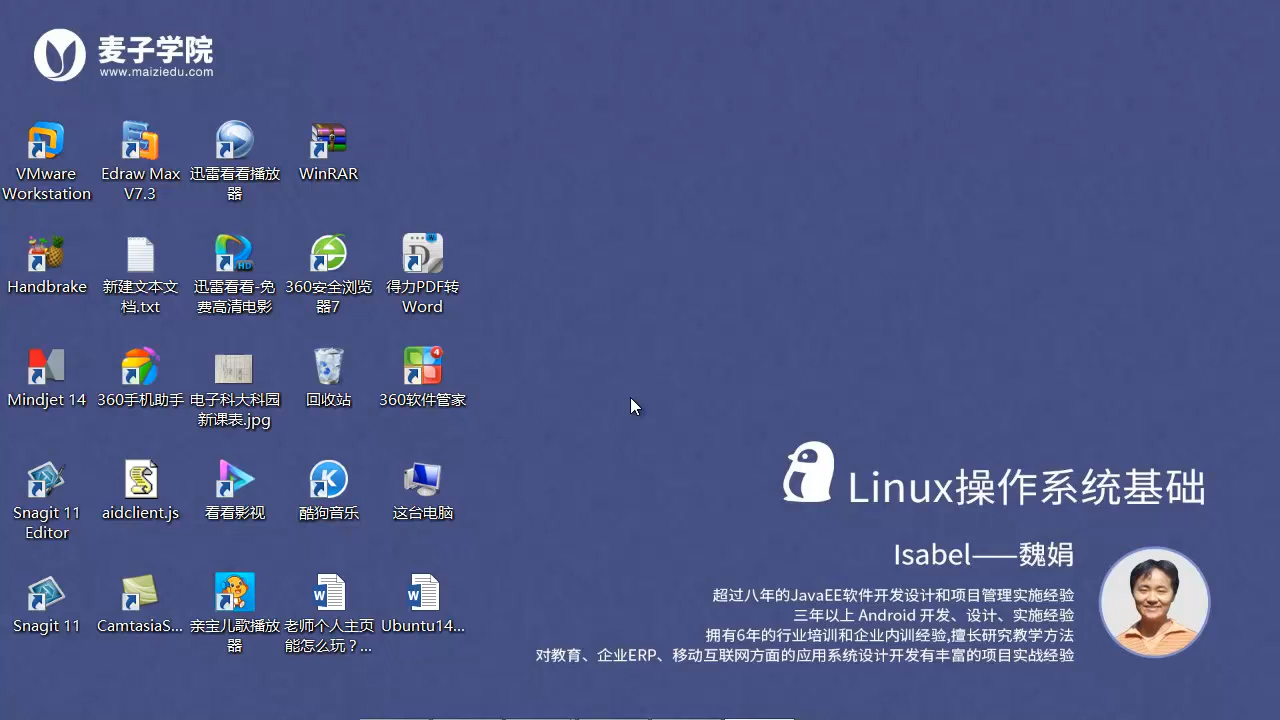 麦子学院
www.maiziedu.com
VMware
Workstation
Edraw Max
V7.3
迅雷看看播放
器
WinRAR
Handbrake
新建文本文
档.txt
迅雷看看-免
费高清电影
360安全浏览
器7
得力PDF转
Word
Mindjet 14
360手机助手
电子科大科园
新课表.jpg
回收站
4
360软件管家
Snagit 11
Editor
aidclient.js
看看影视
酷狗音乐
这台电脑
Snagit 11
CamtasiaS...
亲宝儿歌播放
器
老师个人主页
能怎么玩？...
Ubuntu14...
Linux操作系统基础
Isabel——魏娟
超过八年的JavaEE软件开发设计和项目管理实施经验
三年以上 Android 开发、设计、实施经验
拥有6年的行业培训和企业内训经验,擅长研究教学方法
对教育、企业ERP、移动互联网方面的应用系统设计开发有丰富的项目实战经验